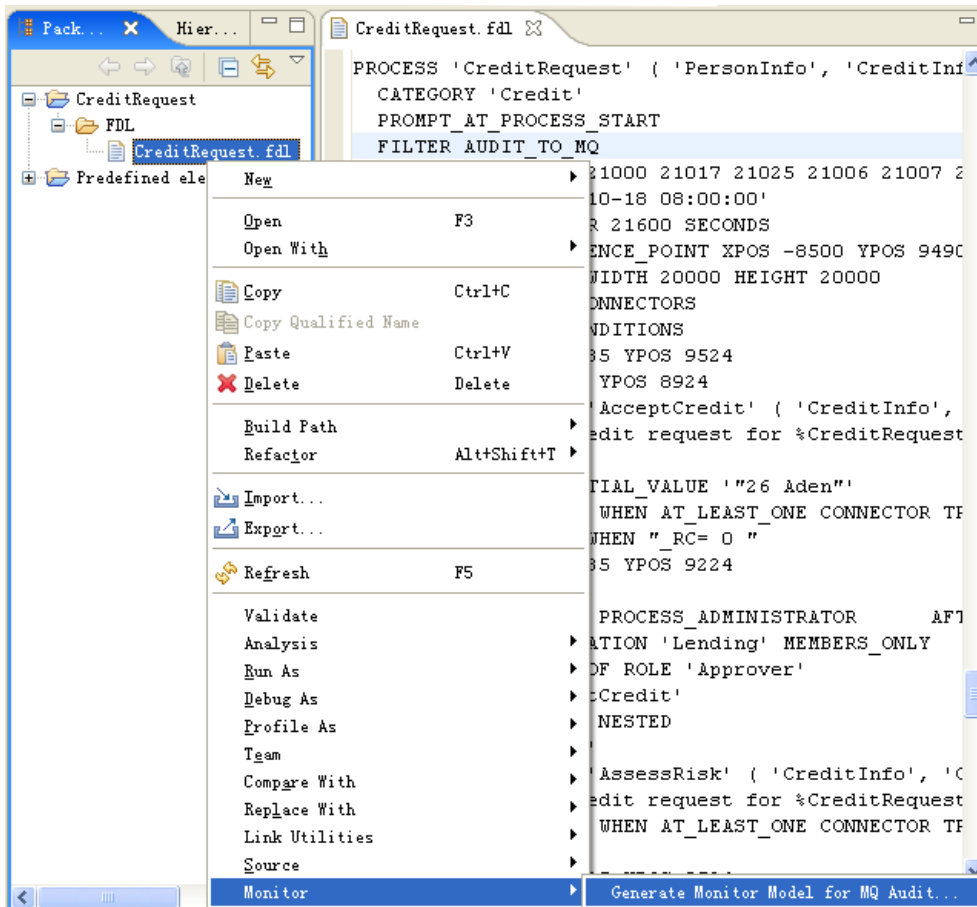 Pack... Hier...
CreditRequest
FDL
CreditRequest.fdl
Predefined ele
New
Open F3
Open With
Copy Ctrl+C
Copy Qualified Name
Paste Ctrl+V
Delete Delete
Build Path
Refactor Alt+Shift+T
Import...
Export...
Refresh F5
Validate
Analysis
Run As
Debug As
Profile As
Team
Compare With
Replace With
Link Utilities
Source
Monitor
Generate Monitor Model for MQ Audit...
CreditRequest.fdl
PROCESS 'CreditRequest' ( 'PersonInfo', 'CreditInf
CATEGORY 'Credit'
PROMPT_AT_PROCESS_START
FILTER AUDIT_TO_MQ
21000 21017 21025 21006 21007 2
10-18 08:00:00'
R 21600 SECONDS
ENCE_POINT XPOS -8500 YPOS 9490
WIDTH 20000 HEIGHT 20000
ONNECTORS
NDITIONS
35 YPOS 9524
YPOS 8924
'AcceptCredit' ( 'CreditInfo',
edit request for %CreditRequest
TIAL_VALUE '"26 Aden"'
WHEN AT_LEAST_ONE CONNECTOR TR
WHEN "_RC= 0 "
35 YPOS 9224
PROCESS_ADMINISTRATOR AFT
ATION 'Lending' MEMBERS_ONLY
OF ROLE 'Approver'
tCredit'
NESTED
'
'AssessRisk' ( 'CreditInfo', 'C
edit request for %CreditRequest
WHEN AT_LEAST_ONE CONNECTOR TR